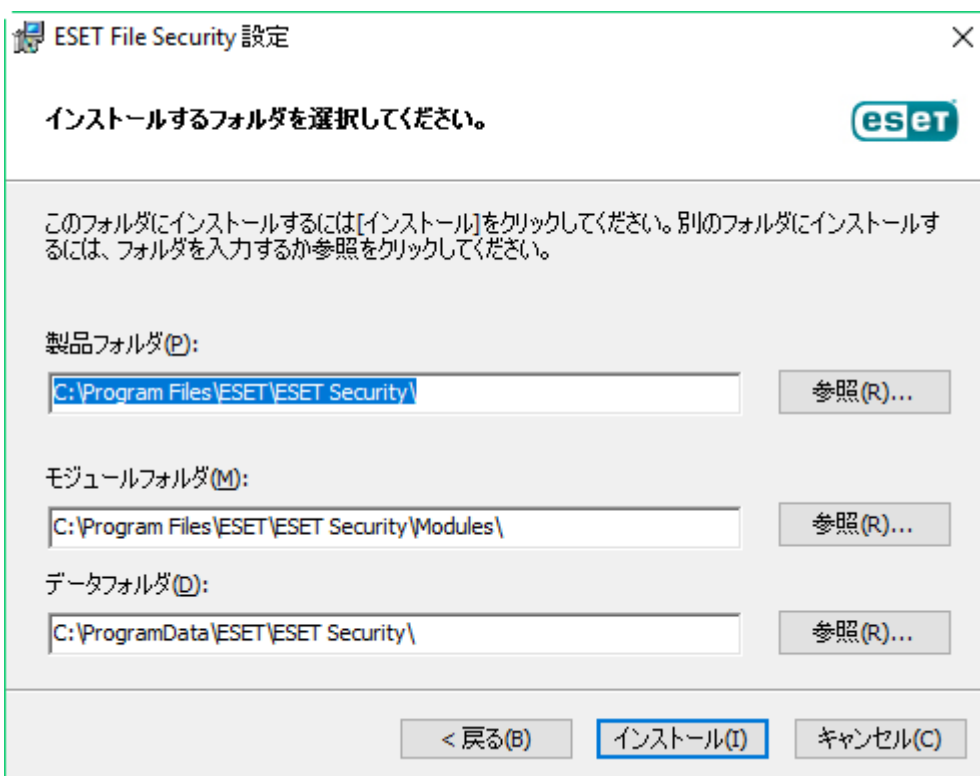 ESET File Security 設定
インストールするフォルダを選択してください。
eseT
このフォルダにインストールするには[インストール]をクリックしてください。別のフォルダにインストールす
るには、フォルダを入力するか参照をクリックしてください。
製品フォルダ(P):
C:\Program Files\ESET\ESET Security\
参照(R)...
モジュールフォルダ(M):
C:\Program Files\ESET\ESET Security\Modules\
参照(R)...
データフォルダ(D):
C:\ProgramData\ESET\ESET Security\
参照(R)...
< 戻る(B)
インストール(I)
キャンセル(C)